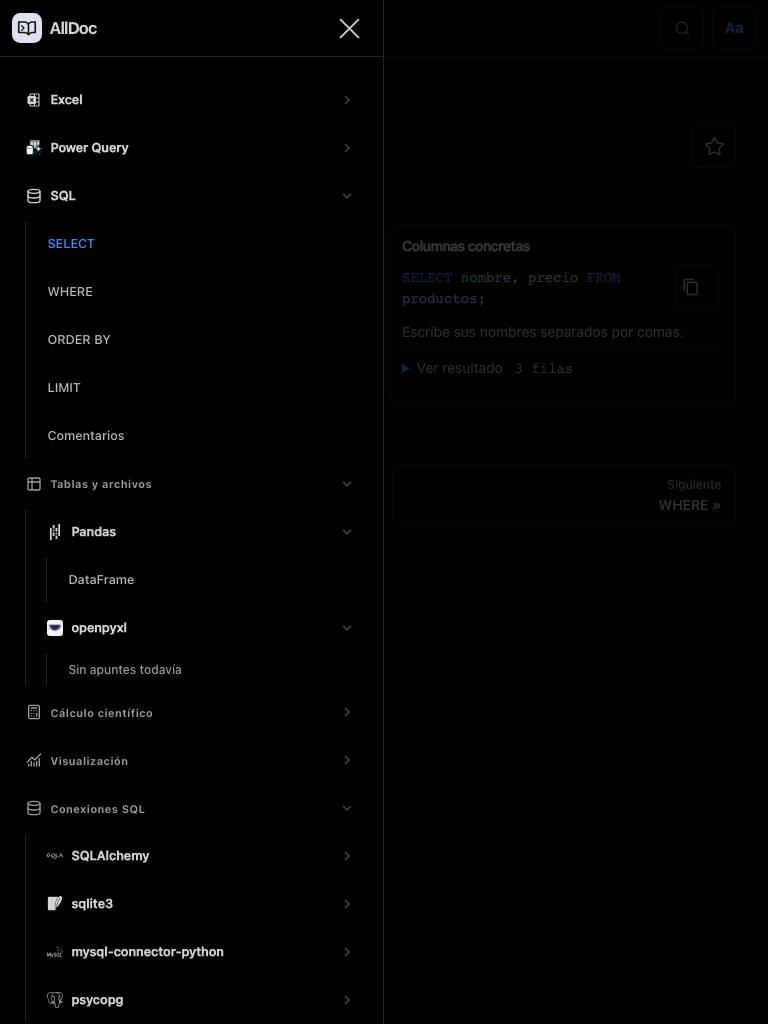 AllDoc
Aa
Excel
Power Query
SQL
SELECT
WHERE
ORDER BY
LIMIT
Comentarios
Tablas y archivos
Pandas
DataFrame
openpyxl
Sin apuntes todavía
Cálculo científico
Visualización
Conexiones SQL
SQLAlchemy
sqlite3
MySQL
mysql-connector-python
psycopg
Columnas concretas
SELECT nombre, precio FROM
productos;
Escribe sus nombres separados por comas.
Ver resultado 3 filas
Siguiente
WHERE »